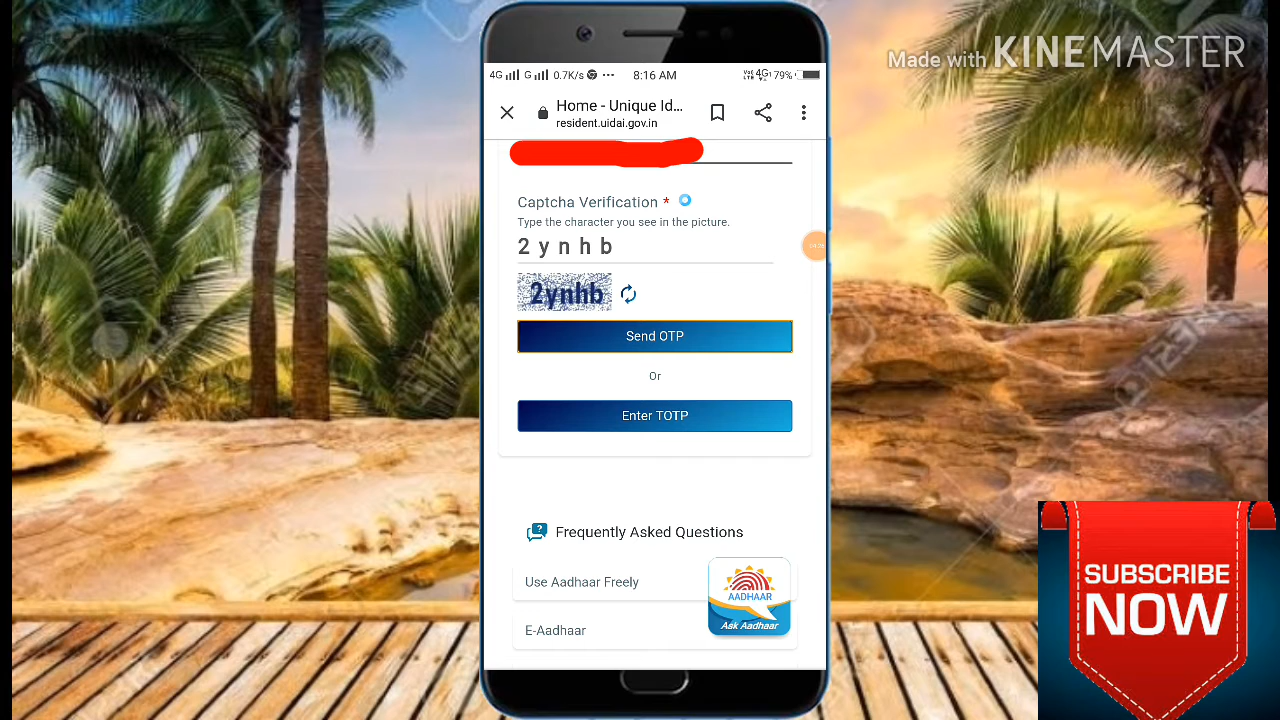 Made with KINEMASTER
4G G 0.7K/s 8:16 AM 4G 79%
Home - Unique Id...
resident.uidai.gov.in
Captcha Verification *
Type the character you see in the picture.
2 y n h b
2ynhb
Send OTP
Or
Enter TOTP
Frequently Asked Questions
Use Aadhaar Freely
AADHAAR
Ask Aadhaar
E-Aadhaar
SUBSCRIBE
NOW